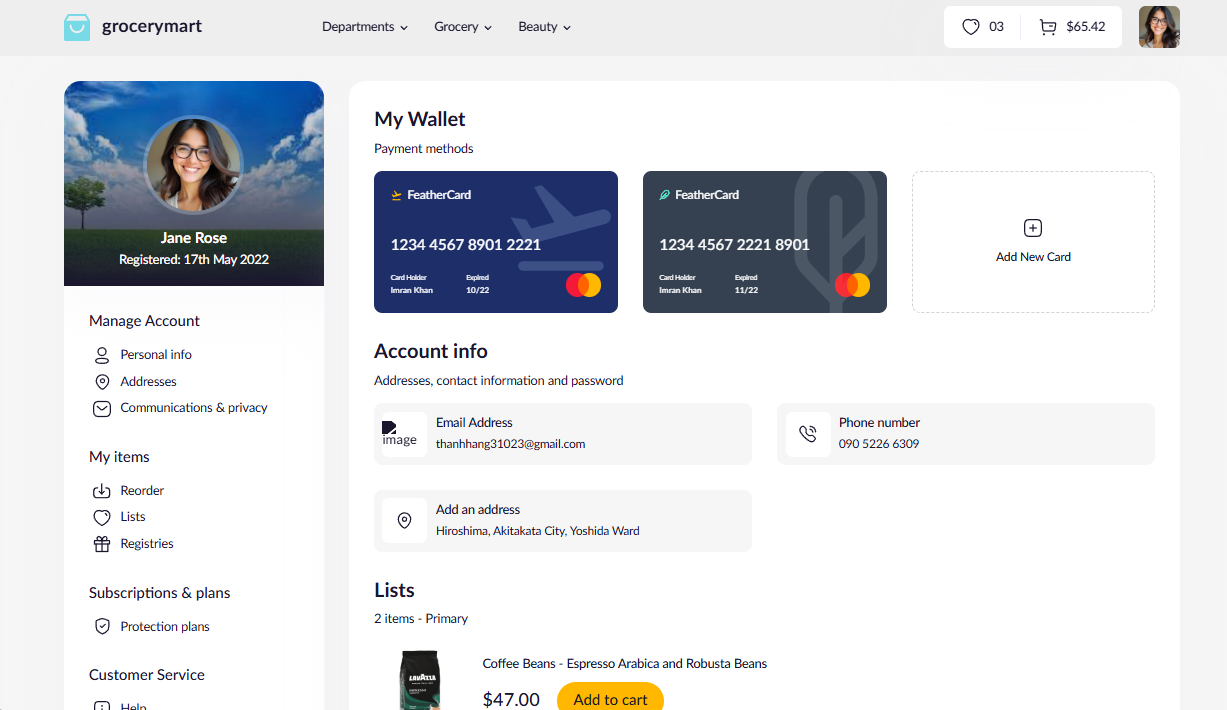 grocerymart
Departments
Grocery
Beauty
03
$65.42
Jane Rose
Registered: 17th May 2022
Manage Account
Personal info
Addresses
Communications & privacy
My items
Reorder
Lists
Registries
Subscriptions & plans
Protection plans
Customer Service
Help
My Wallet
Payment methods
FeatherCard
1234 4567 8901 2221
Card Holder
Expired
Imran Khan
10/22
FeatherCard
1234 4567 2221 8901
Card Holder
Expired
Imran Khan
11/22
Add New Card
Account info
Addresses, contact information and password
image
Email Address
thanhhang31023@gmail.com
Phone number
090 5226 6309
Add an address
Hiroshima, Akitakata City, Yoshida Ward
Lists
2 items - Primary
LAVAZZA
Coffee Beans - Espresso Arabica and Robusta Beans
$47.00
Add to cart